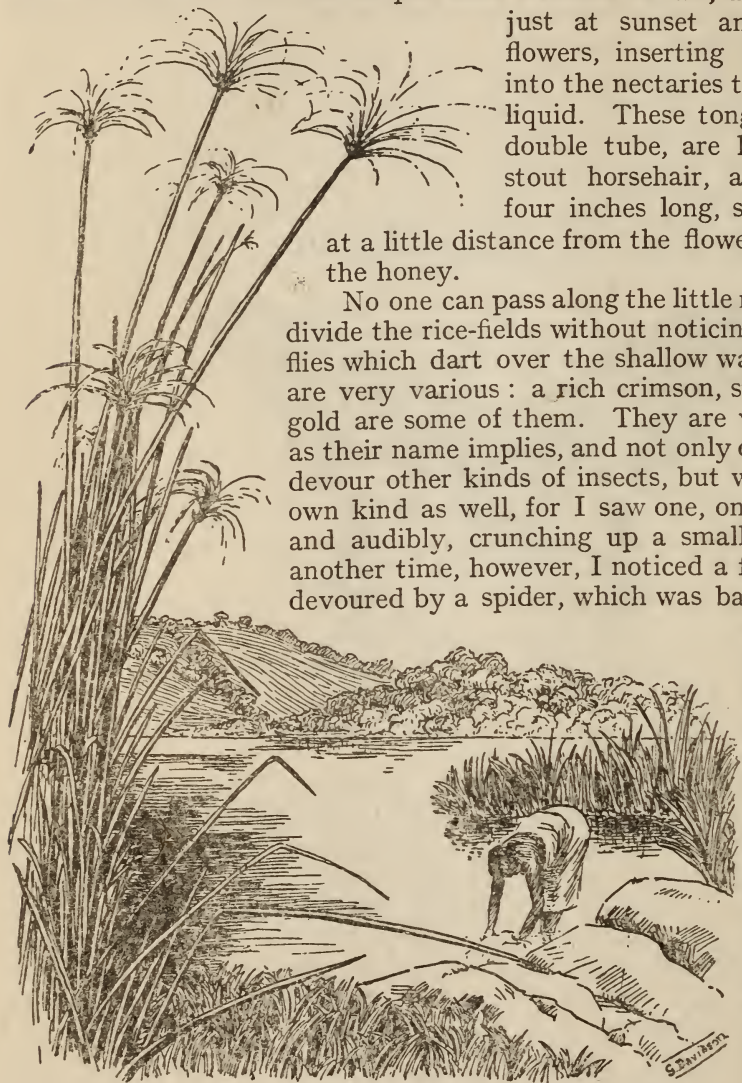 just at sunset an
flowers, inserting
into the nectaries t
liquid. These tong
double tube, are l
stout horsehair, a
four inches long, s
at a little distance from the flowe
the honey.
No one can pass along the little r
divide the rice-fields without noticin
flies which dart over the shallow wa
are very various : a rich crimson, s
gold are some of them. They are v
as their name implies, and not only d
devour other kinds of insects, but w
own kind as well, for I saw one, on
and audibly, crunching up a small
another time, however, I noticed a f
devoured by a spider, which was ba
G Davidson